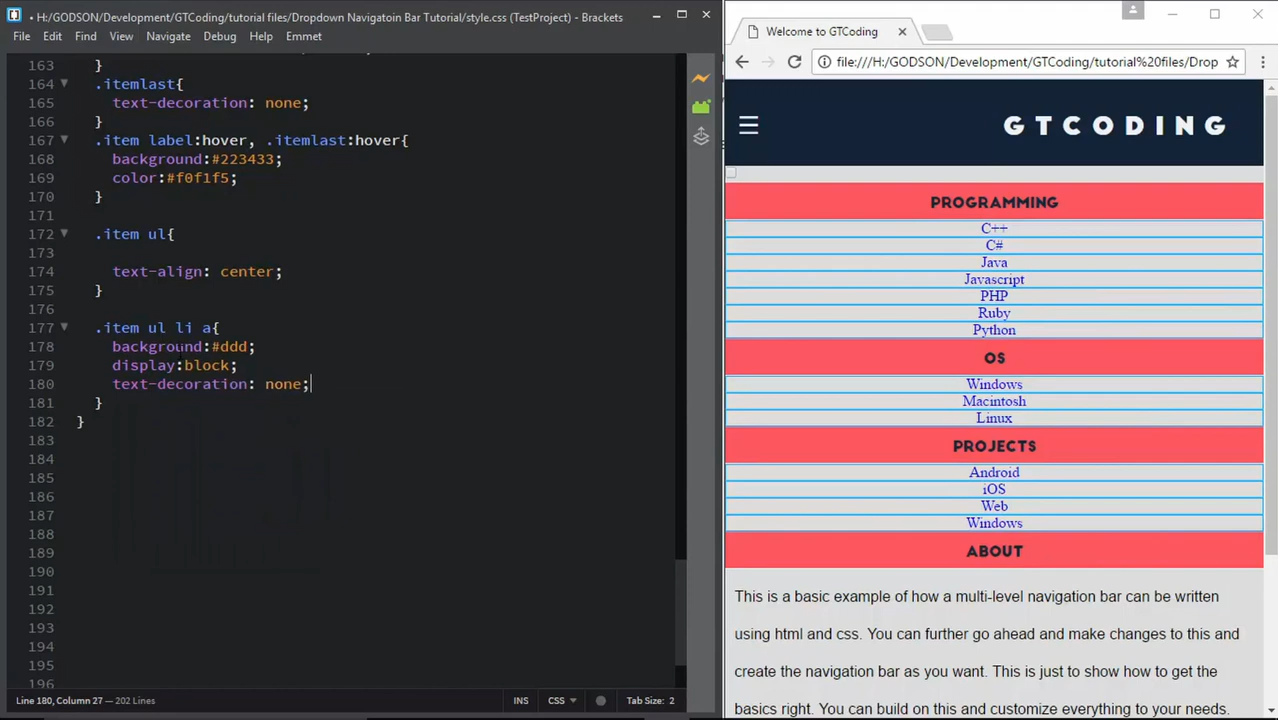 • H:/GODSON/Development/GTCoding/tutorial files/Dropdown Navigatoin Bar Tutorial/style.css (TestProject) - Brackets
File Edit Find View Navigate Debug Help Emmet
163 }
164 .itemlast{
165 text-decoration: none;
166 }
167 .item label:hover, .itemlast:hover{
168 background:#223433;
169 color:#f0f1f5;
170 }
171
172 .item ul{
173
174 text-align: center;
175 }
176
177 .item ul li a{
178 background:#ddd;
179 display:block;
180 text-decoration: none;
181 }
182 }
183
184
185
186
187
188
189
190
191
192
193
194
195
196
Line 180, Column 27 — 202 Lines
INS CSS Tab Size: 2
Welcome to GTCoding
file:///H:/GODSON/Development/GTCoding/tutorial%20files/Drop
GTCODING
PROGRAMMING
C++
C#
Java
Javascript
PHP
Ruby
Python
OS
Windows
Macintosh
Linux
PROJECTS
Android
iOS
Web
Windows
ABOUT
This is a basic example of how a multi-level navigation bar can be written
using html and css. You can further go ahead and make changes to this and
create the navigation bar as you want. This is just to show how to get the
basics right. You can build on this and customize everything to your needs.